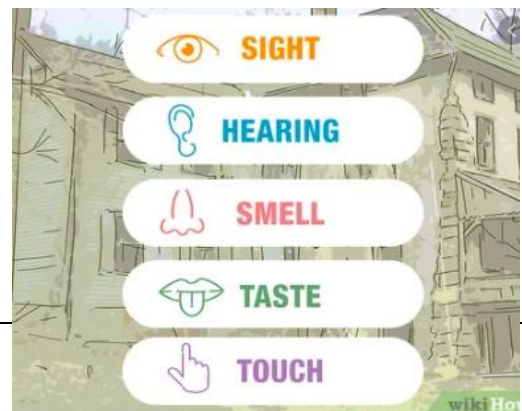 SIGHT
HEARING
SMELL
TASTE
TOUCH
wikiHow